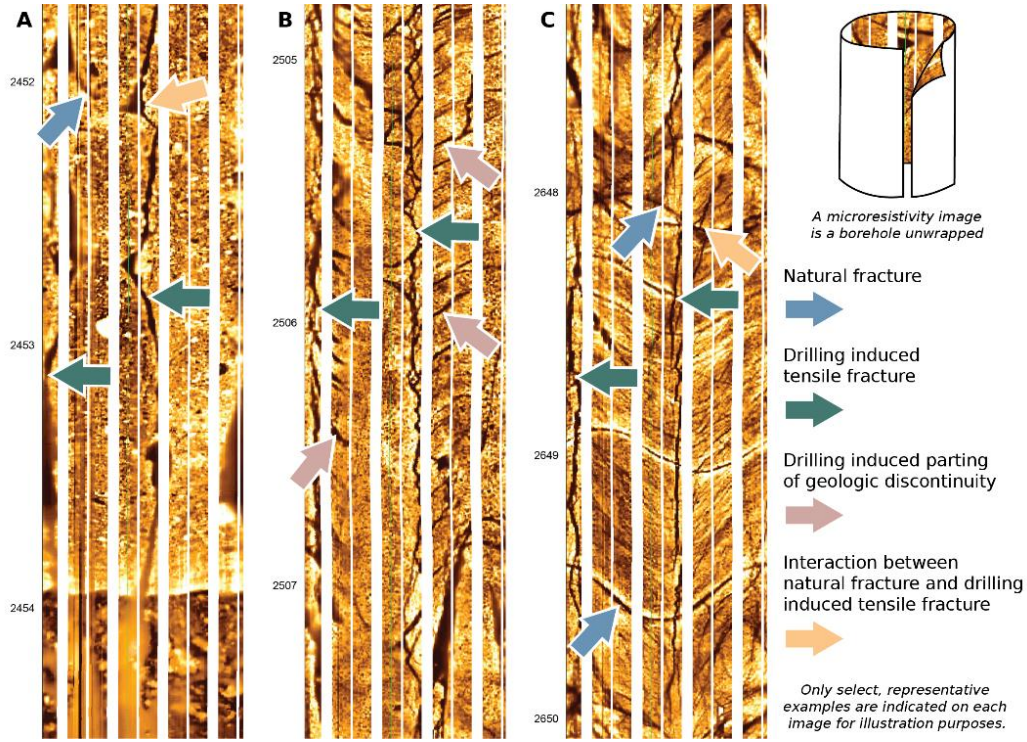 A
2452
2453
2454
B
2505
2506
2507
C
2648
2649
2650
A microresistivity image
is a borehole unwrapped
Natural fracture
Drilling induced
tensile fracture
Drilling induced parting
of geologic discontinuity
Interaction between
natural fracture and drilling
induced tensile fracture
Only select, representative
examples are indicated on each
image for illustration purposes.